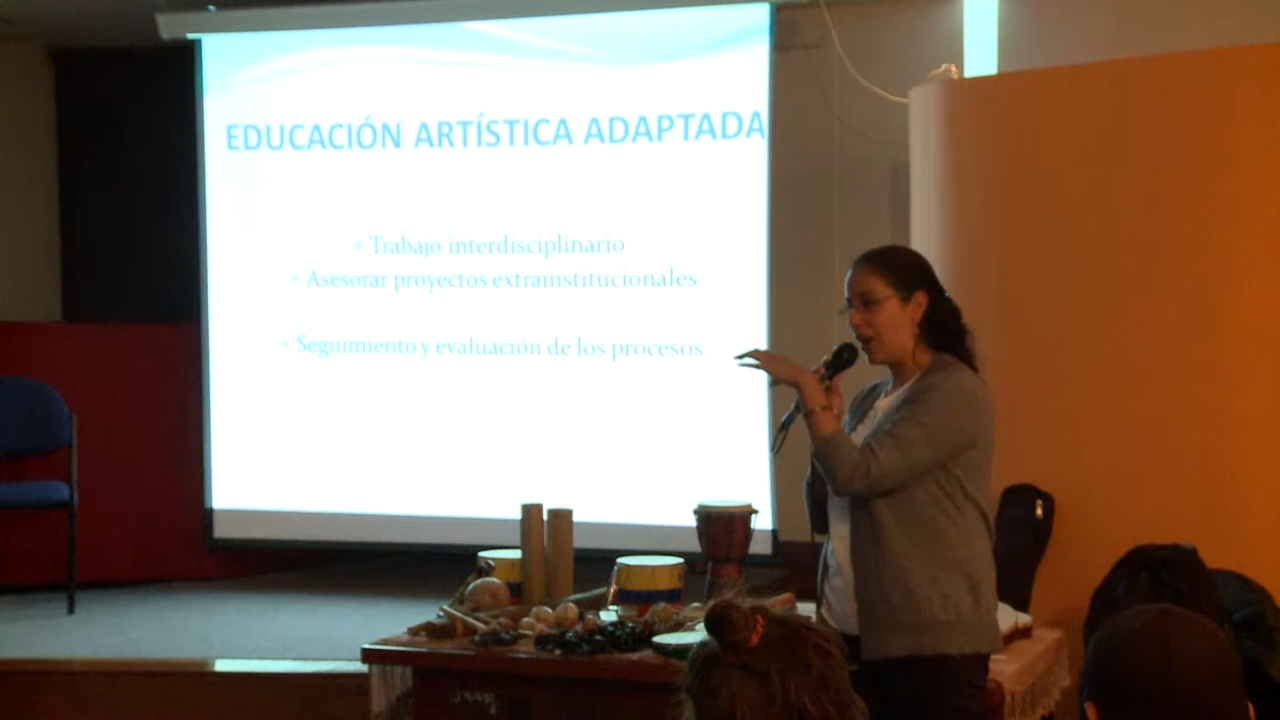 EDUCACIÓN ARTÍSTICA ADAPTADA
Trabajo interdisciplinario
Asesorar proyectos extrainstitucionales
Seguimiento y evaluación de los procesos